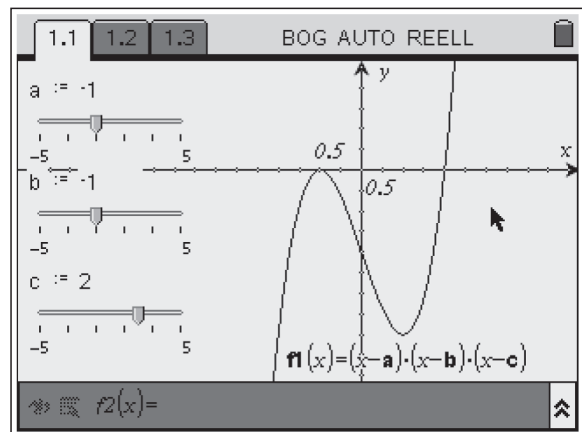 1.1 1.2 1.3 BOG AUTO REELL
a := -1
-5 5
b := -1
-5 5
c := 2
-5 5
y
0.5 x
0.5
f1(x)=(x-a)·(x-b)·(x-c)
f2(x)=